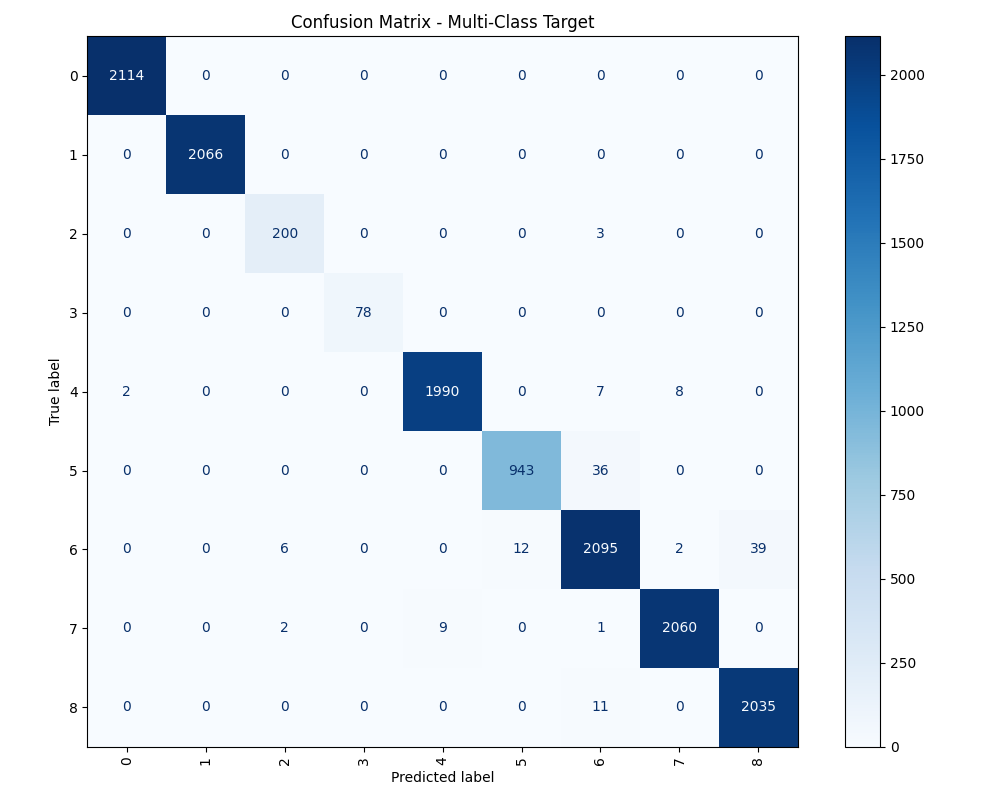 Confusion Matrix - Multi-Class Target
0 2114 0 0 0 0 0 0 0 0
1 0 2066 0 0 0 0 0 0 0
2 0 0 200 0 0 0 3 0 0
3 0 0 0 78 0 0 0 0 0
4 2 0 0 0 1990 0 7 8 0
5 0 0 0 0 0 943 36 0 0
6 0 0 6 0 0 12 2095 2 39
7 0 0 2 0 9 0 1 2060 0
8 0 0 0 0 0 0 11 0 2035
0 1 2 3 4 5 6 7 8
True label
Predicted label
2000
1750
1500
1250
1000
750
500
250
0